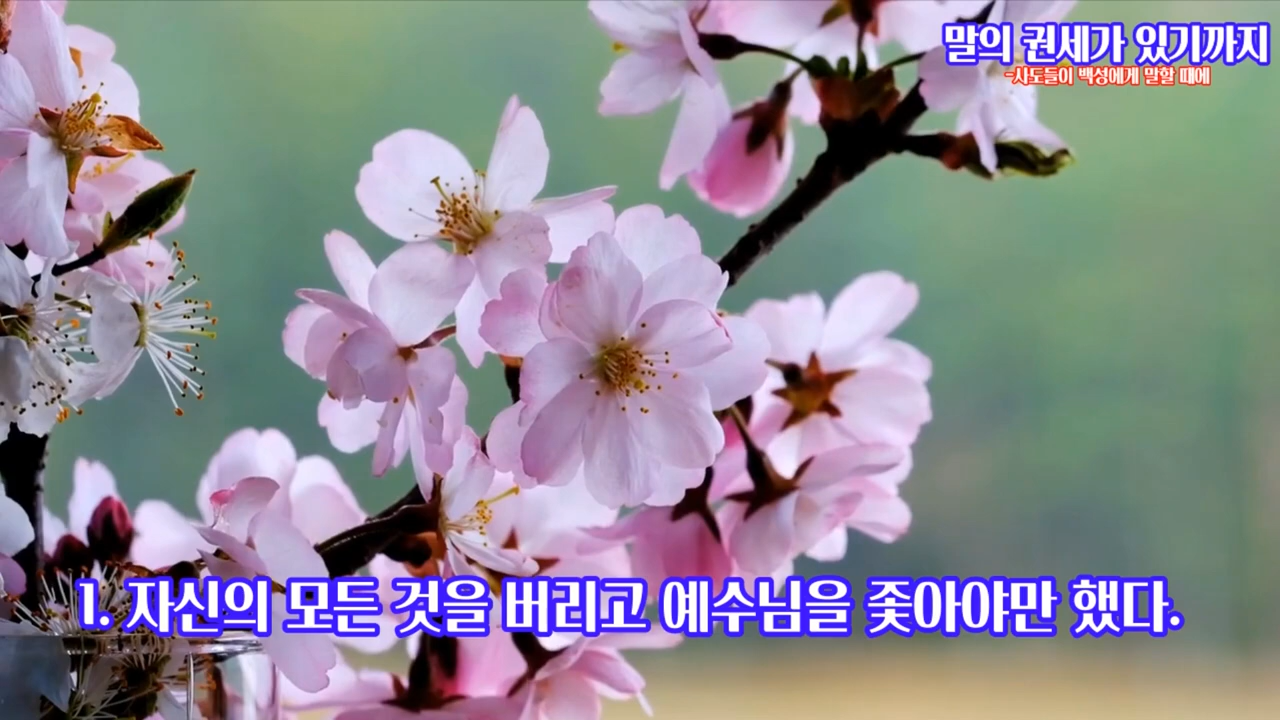 말의 권세가 있기까지
-사도들이 백성에게 말할 때에
1. 자신의 모든 것을 버리고 예수님을 좇아야만 했다.